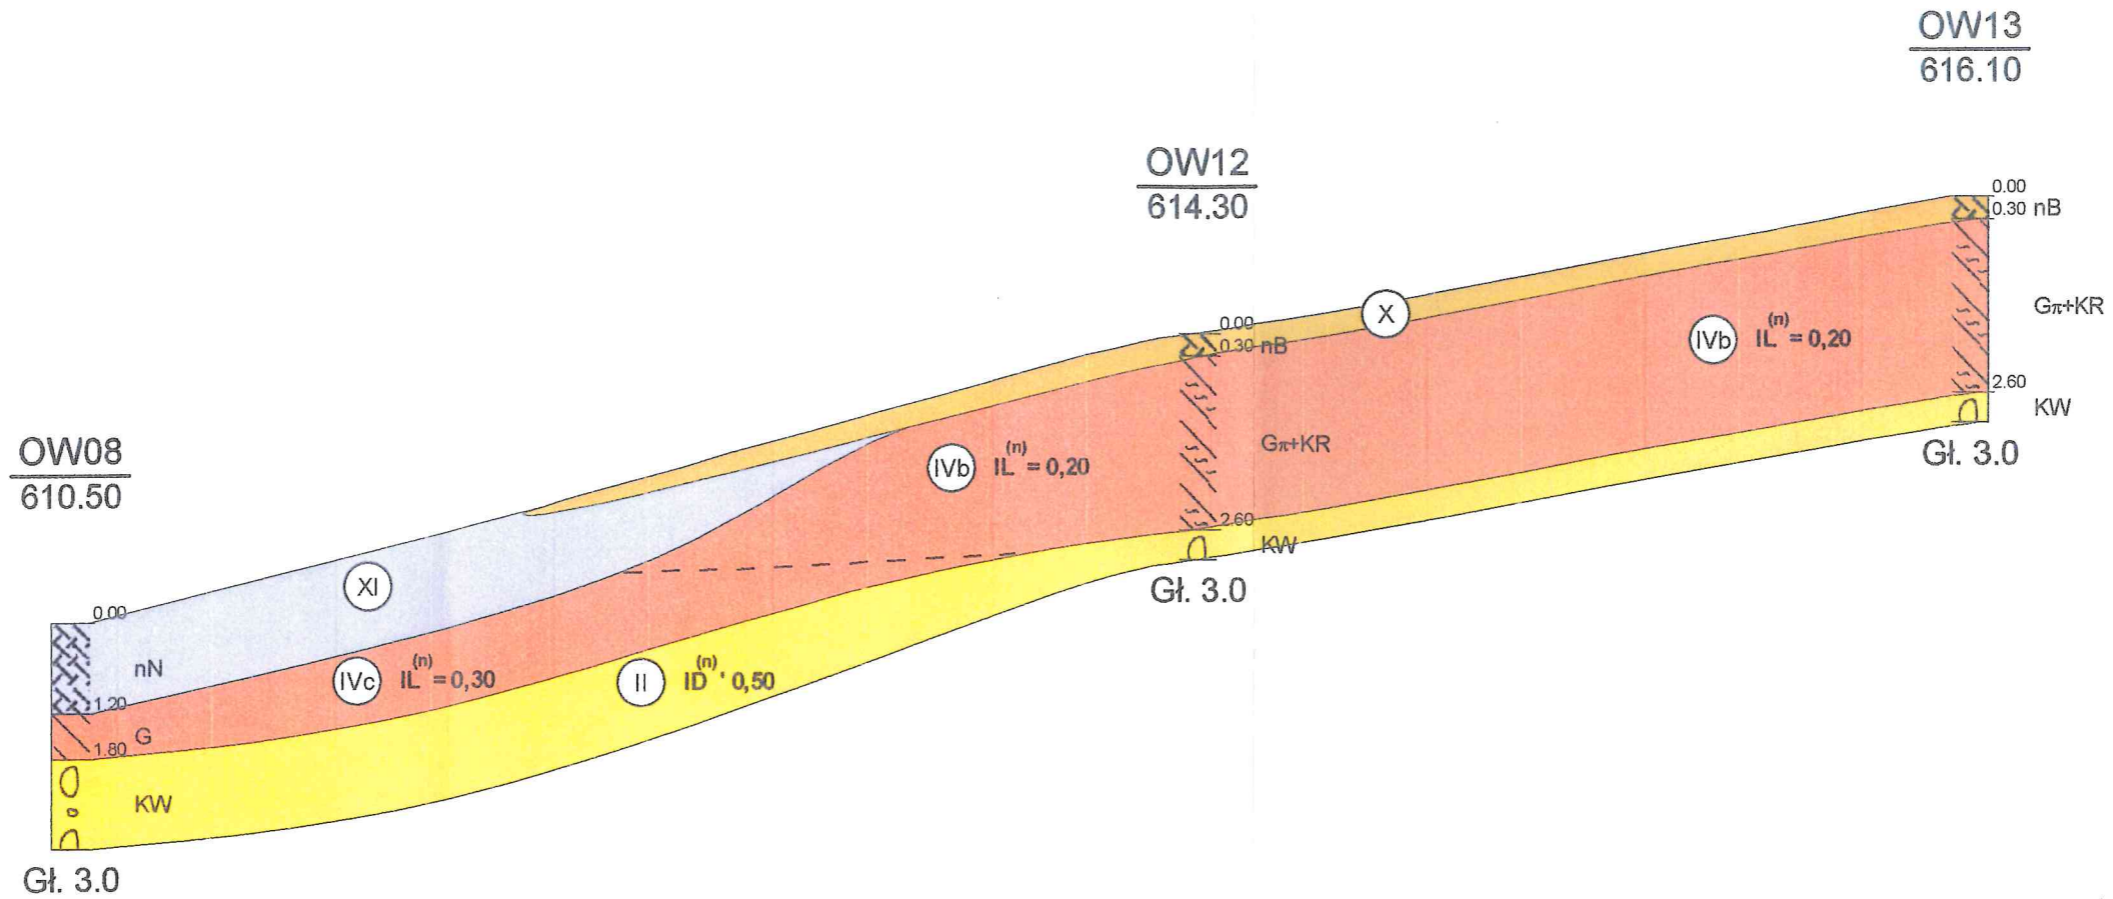 OW13
616.10
OW12
614.30
0.00
0.30 nB
Gπ+KR
2.60
KW
Gł. 3.0
X
IVb IL(n) = 0,20
0.00
0.30 nB
Gπ+KR
2.60
KW
Gł. 3.0
IVb IL(n) = 0,20
OW08
610.50
XI
0.00
nN
1.20
G
1.80
KW
Gł. 3.0
IVc IL(n) = 0,30
II ID(n) ' 0,50